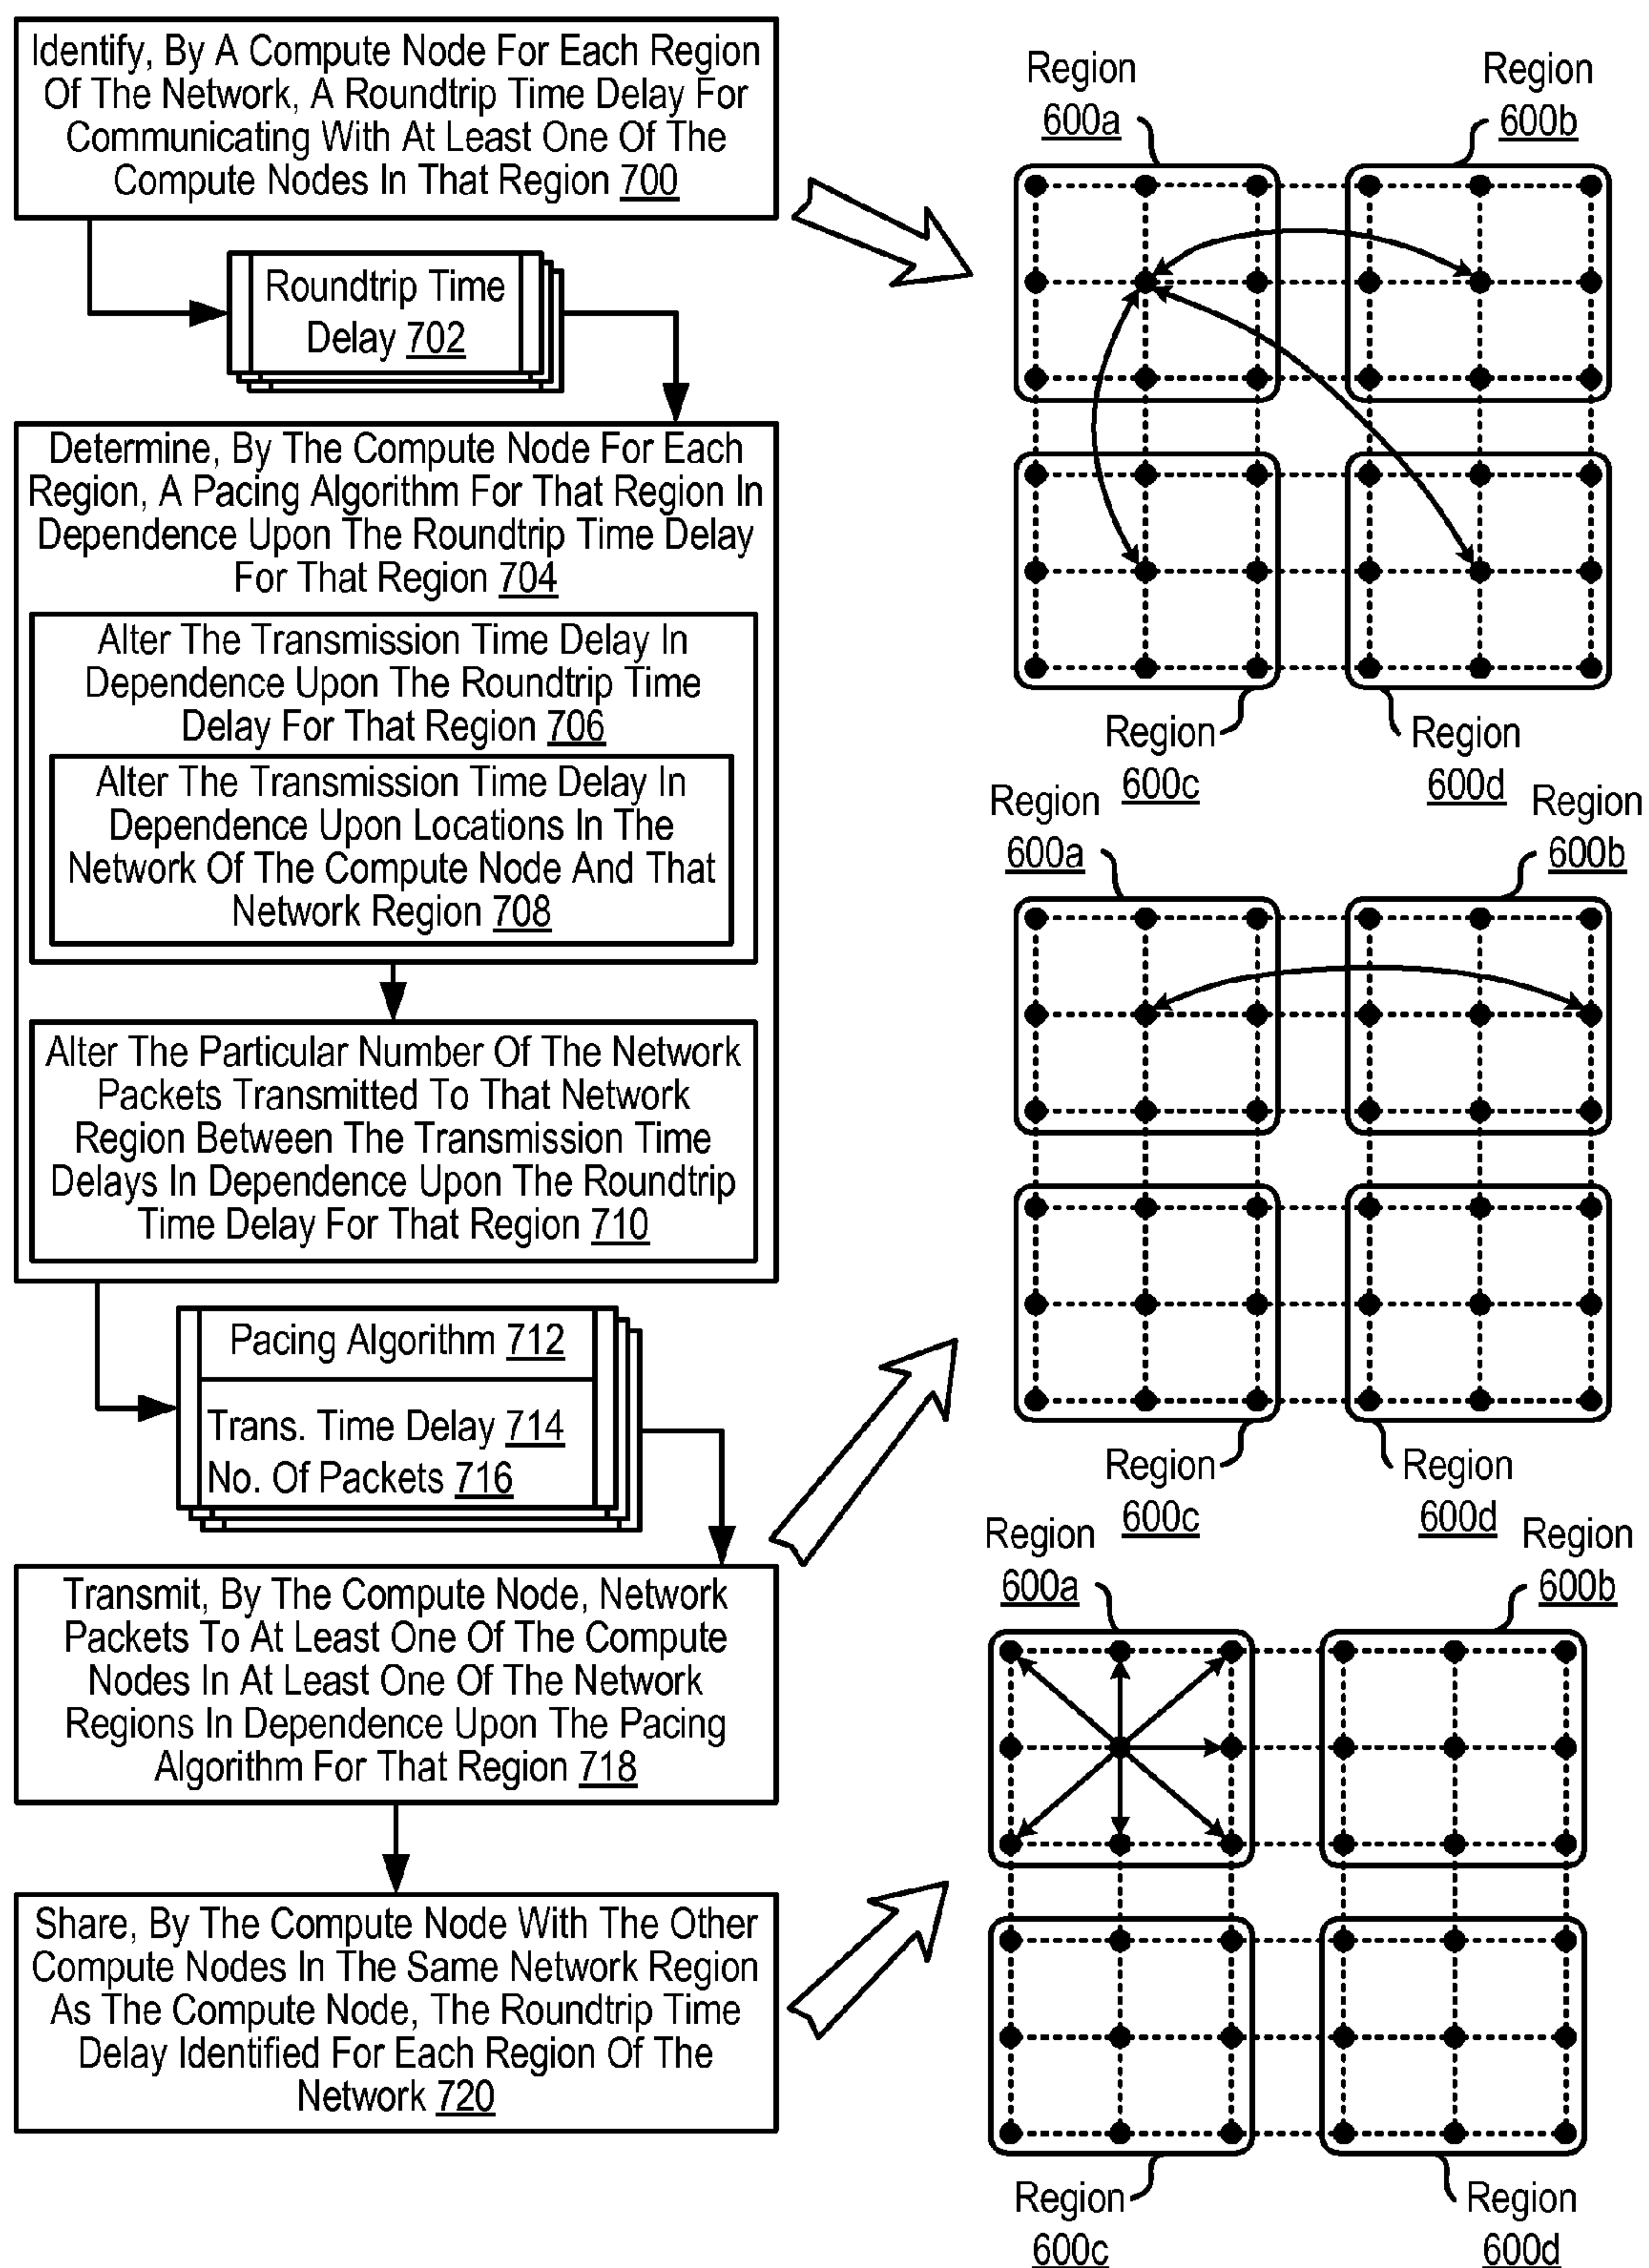 Identify, By A Compute Node For Each Region
Of The Network, A Roundtrip Time Delay For
Communicating With At Least One Of The
Compute Nodes In That Region 700
Roundtrip Time
Delay 702
Determine, By The Compute Node For Each
Region, A Pacing Algorithm For That Region In
Dependence Upon The Roundtrip Time Delay
For That Region 704
Alter The Transmission Time Delay In
Dependence Upon The Roundtrip Time
Delay For That Region 706
Alter The Transmission Time Delay In
Dependence Upon Locations In The
Network Of The Compute Node And That
Network Region 708
Alter The Particular Number Of The Network
Packets Transmitted To That Network
Region Between The Transmission Time
Delays In Dependence Upon The Roundtrip
Time Delay For That Region 710
Pacing Algorithm 712
Trans. Time Delay 714
No. Of Packets 716
Transmit, By The Compute Node, Network
Packets To At Least One Of The Compute
Nodes In At Least One Of The Network
Regions In Dependence Upon The Pacing
Algorithm For That Region 718
Share, By The Compute Node With The Other
Compute Nodes In The Same Network Region
As The Compute Node, The Roundtrip Time
Delay Identified For Each Region Of The
Network 720
Region
600a
Region
600b
Region
600c
Region
600d
Region
600a
Region
600b
Region
600c
Region
600d
Region
600a
Region
600b
Region
600c
Region
600d